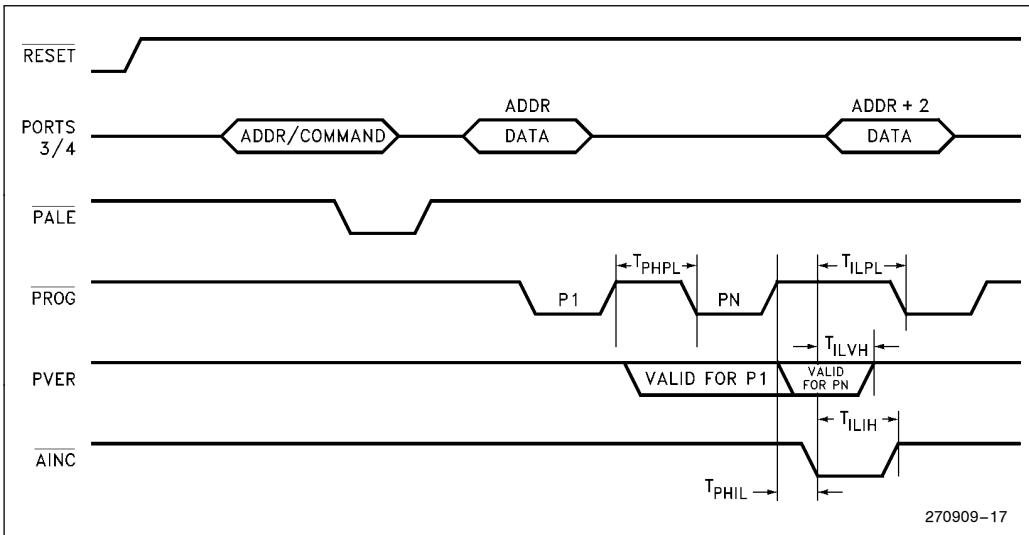 RESET
ADDR
ADDR + 2
PORTS
3/4
ADDR/COMMAND
DATA
DATA
PALE
TPHPL
TILPL
PROG
P1
PN
TILVH
PVER
VALID FOR P1
VALID
FOR PN
TILIH
AINC
TPHIL
270909-17